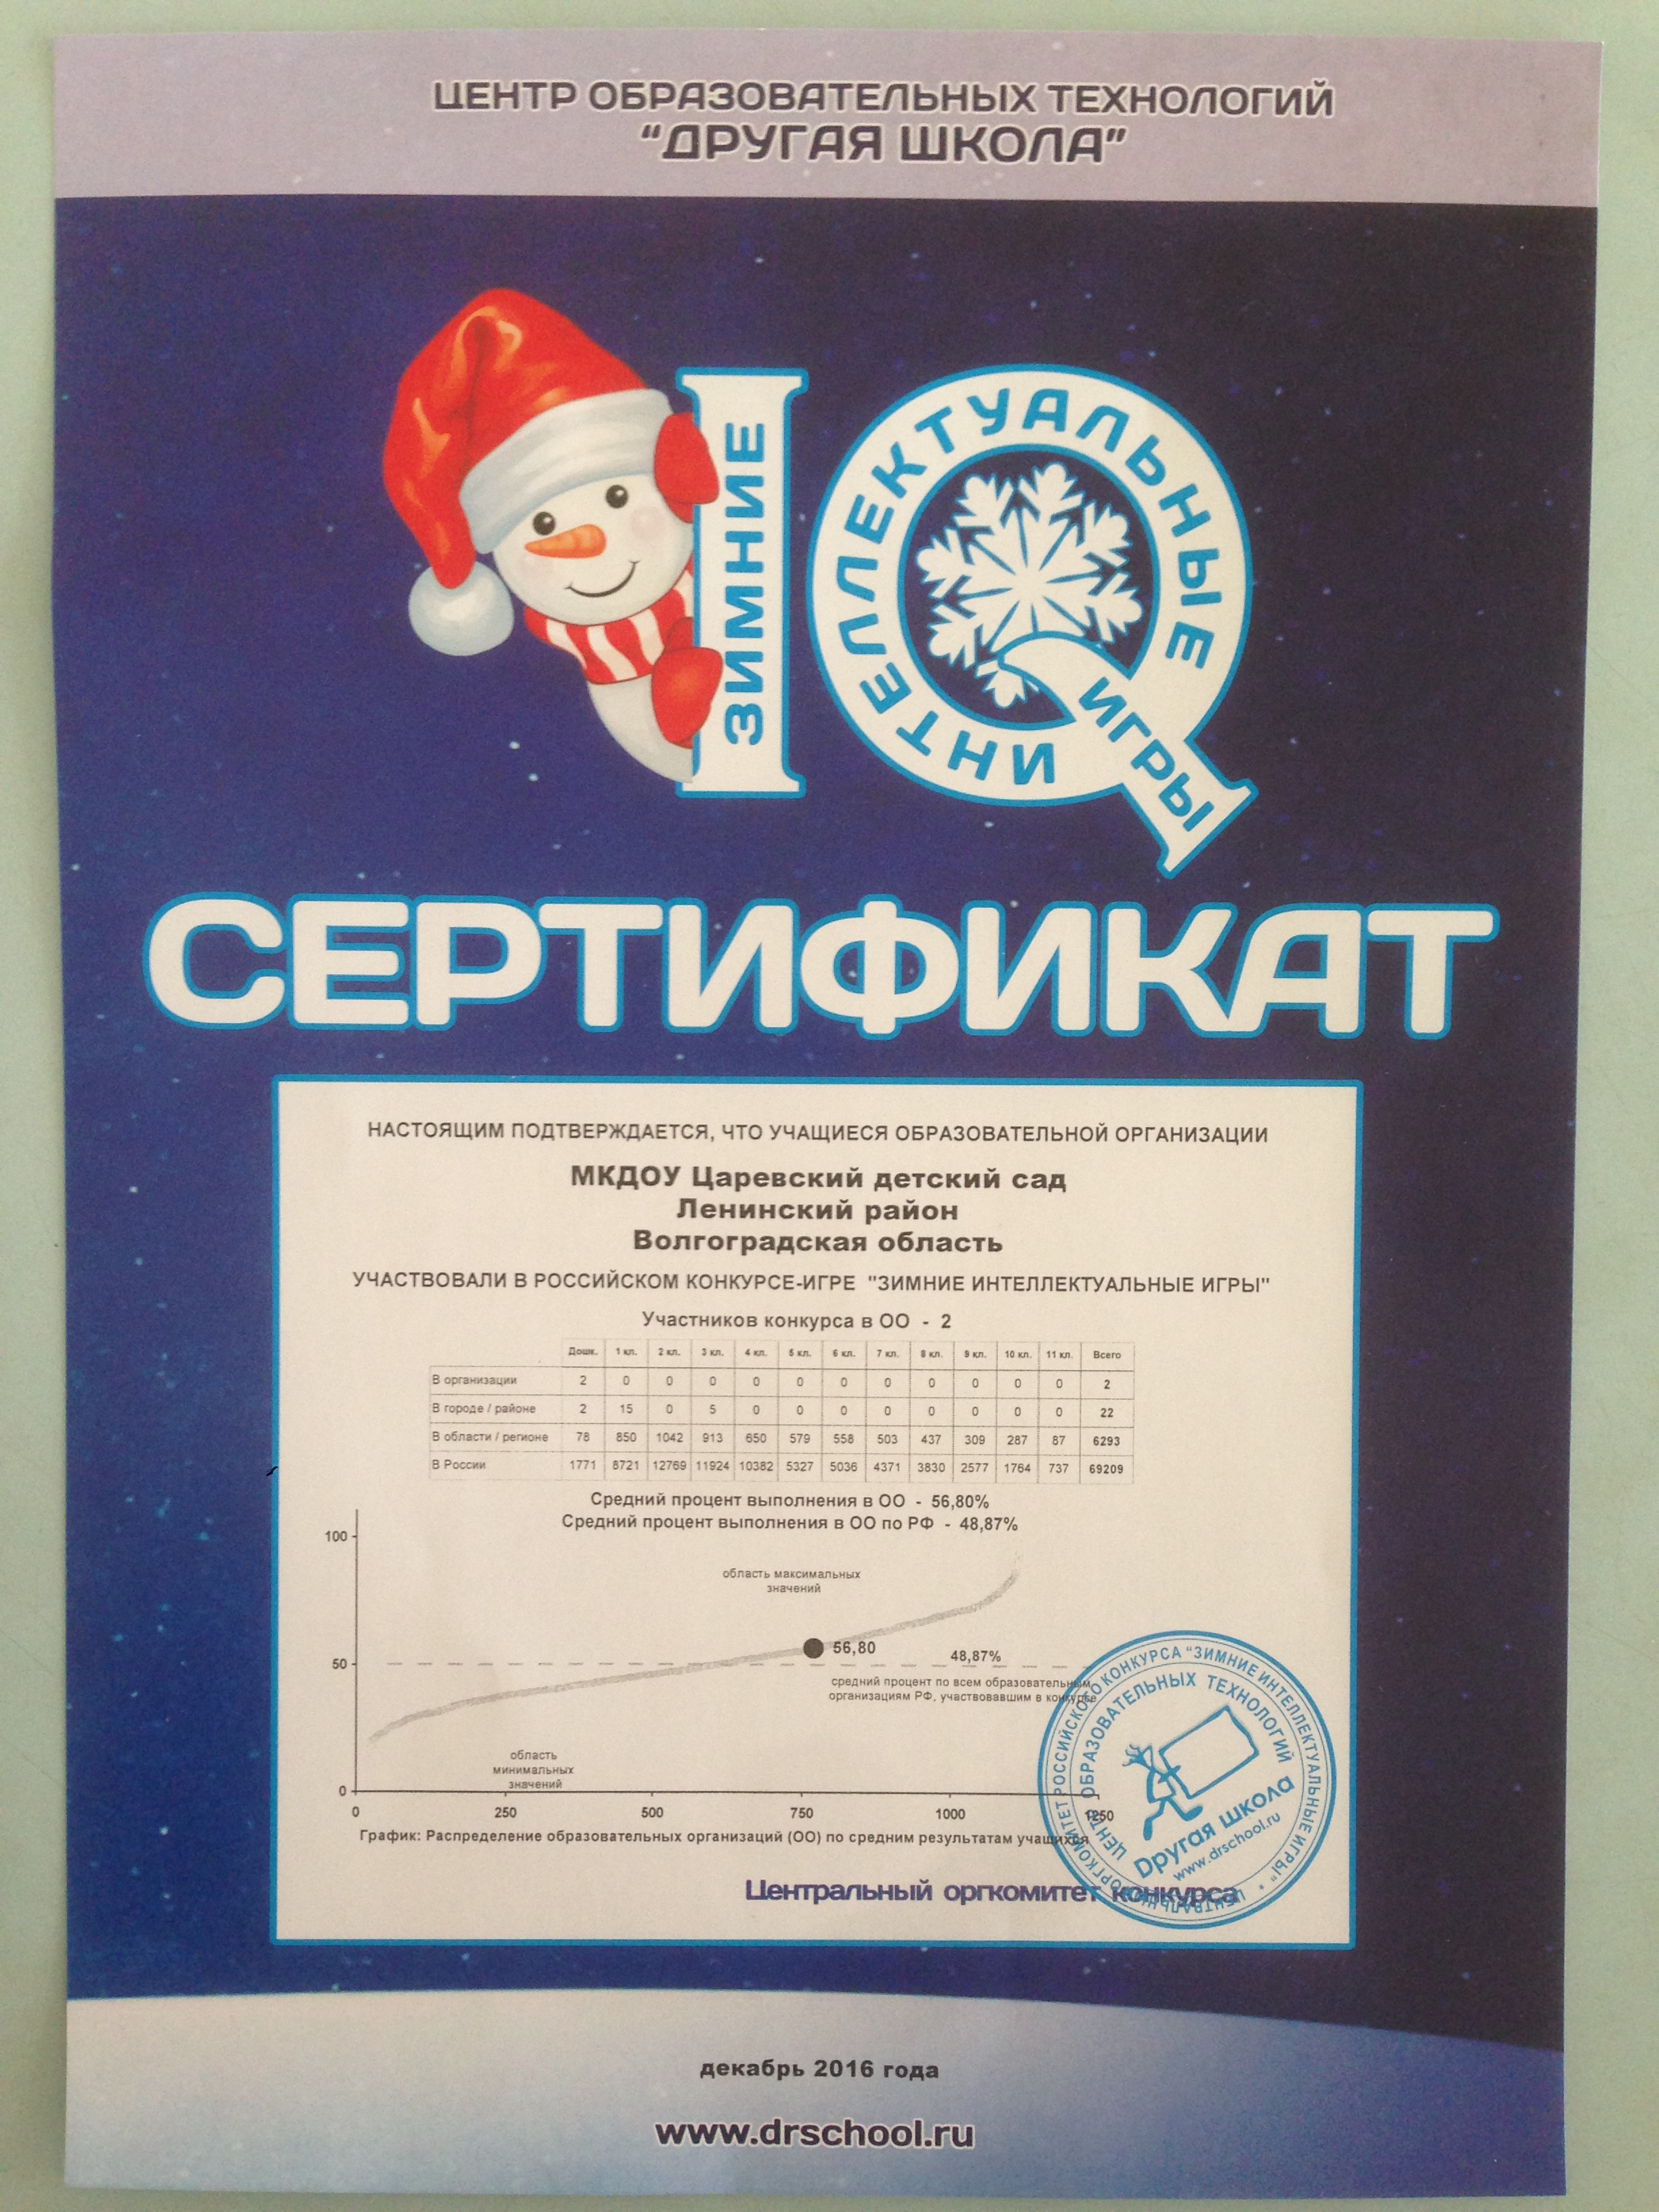 ЦЕНТР ОБРАЗОВАТЕЛЬНЫХ ТЕХНОЛОГИЙ
“ДРУГАЯ ШКОЛА”
ЗИМНИЕ
ИНТЕЛЛЕКТУАЛЬНЫЕ
ИГРЫ
СЕРТИФИКАТ
НАСТОЯЩИМ ПОДТВЕРЖДАЕТСЯ, ЧТО УЧАЩИЕСЯ ОБРАЗОВАТЕЛЬНОЙ ОРГАНИЗАЦИИ
МКДОУ Царевский детский сад
Ленинский район
Волгоградская область
УЧАСТВОВАЛИ В РОССИЙСКОМ КОНКУРСЕ-ИГРЕ "ЗИМНИЕ ИНТЕЛЛЕКТУАЛЬНЫЕ ИГРЫ"
Участников конкурса в ОО - 2
Дошк. 1 кл. 2 кл. 3 кл. 4 кл. 5 кл. 6 кл. 7 кл. 8 кл. 9 кл. 10 кл. 11 кл. Всего
В организации 2 0 0 0 0 0 0 0 0 0 0 0 2
В городе / районе 2 15 0 5 0 0 0 0 0 0 0 0 22
В области / регионе 78 850 1042 913 650 579 558 503 437 309 287 87 6293
В России 1771 8721 12769 11924 10382 5327 5036 4371 3830 2577 1764 737 69209
Средний процент выполнения в ОО - 56,80%
Средний процент выполнения в ОО по РФ - 48,87%
100
область максимальных
значений
56,80
48,87%
50
средний процент по всем образовательным
организациям РФ, участвовавшим в конкурсе
область
минимальных
значений
0
0 250 500 750 1000 1250
График: Распределение образовательных организаций (ОО) по средним результатам учащихся
Центральный оргкомитет конкурса
ЦЕНТРАЛЬНЫЙ ОРГКОМИТЕТ РОССИЙСКОГО КОНКУРСА "ЗИМНИЕ ИНТЕЛЛЕКТУАЛЬНЫЕ ИГРЫ"
ЦЕНТР ОБРАЗОВАТЕЛЬНЫХ ТЕХНОЛОГИЙ
Другая школа
www.drschool.ru
декабрь 2016 года
www.drschool.ru